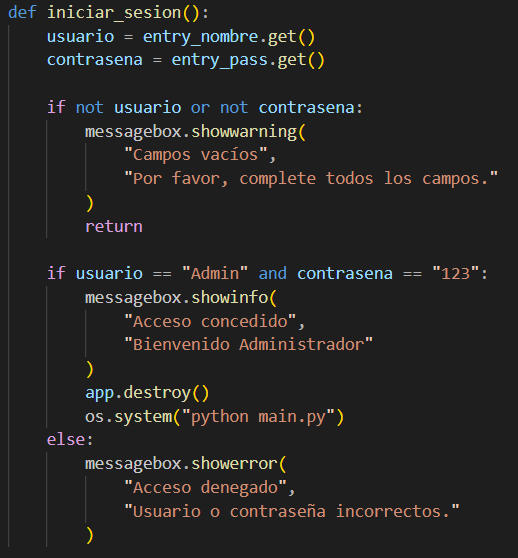 def iniciar_sesion():
    usuario = entry_nombre.get()
    contrasena = entry_pass.get()

    if not usuario or not contrasena:
        messagebox.showwarning(
            "Campos vacíos",
            "Por favor, complete todos los campos."
        )
        return

    if usuario == "Admin" and contrasena == "123":
        messagebox.showinfo(
            "Acceso concedido",
            "Bienvenido Administrador"
        )
        app.destroy()
        os.system("python main.py")
    else:
        messagebox.showerror(
            "Acceso denegado",
            "Usuario o contraseña incorrectos."
        )